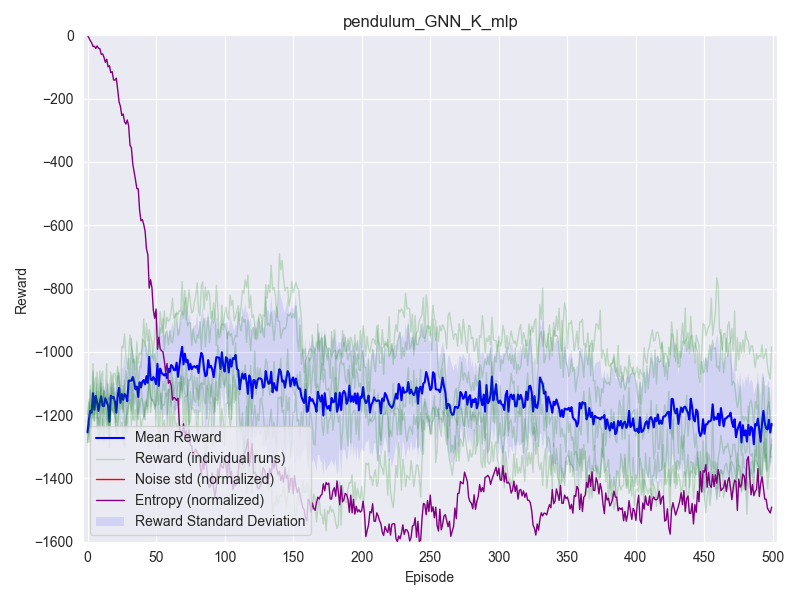 pendulum_GNN_K_mlp
Reward
0
−200
−400
−600
−800
−1000
−1200
−1400
−1600
Mean Reward
Reward (individual runs)
Noise std (normalized)
Entropy (normalized)
Reward Standard Deviation
0 50 100 150 200 250 300 350 400 450 500
Episode